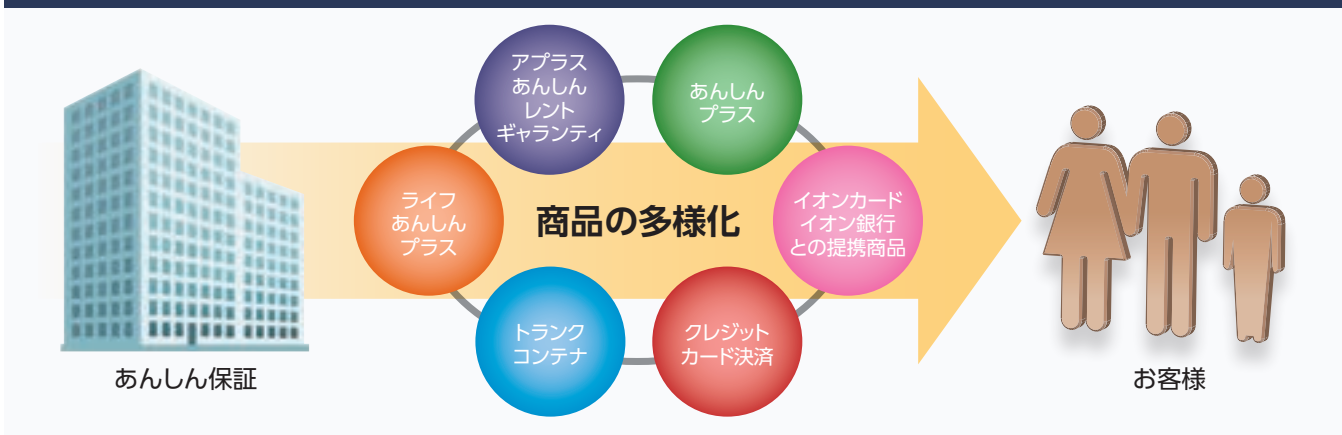 アプラス
あんしん
レント
ギャランティ
あんしん
プラス
ライフ
あんしん
プラス
商品の多様化
イオンカード
イオン銀行
との提携商品
トランク
コンテナ
クレジット
カード決済
あんしん保証
お客様